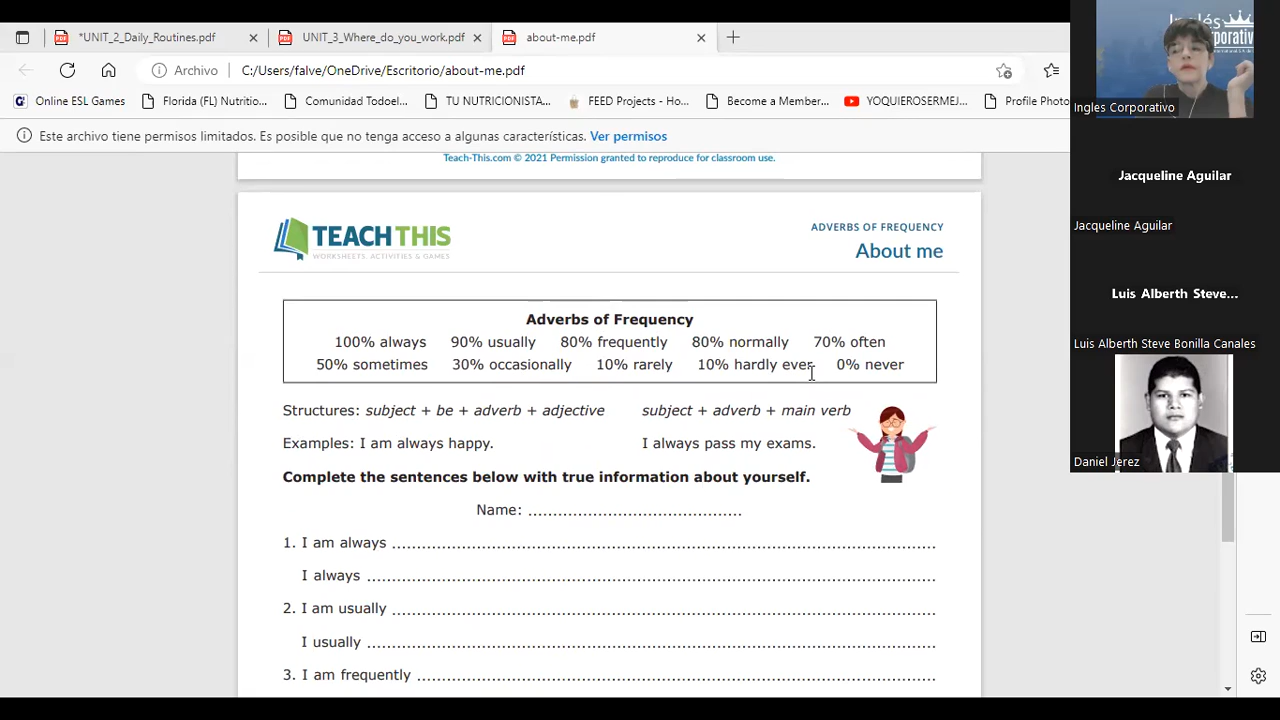 *UNIT_2_Daily_Routines.pdf
UNIT_3_Where_do_you_work.pdf
about-me.pdf
Archivo
C:/Users/falve/OneDrive/Escritorio/about-me.pdf
Online ESL Games
Florida (FL) Nutritio...
Comunidad Todoel...
TU NUTRICIONISTA...
FEED Projects - Ho...
Become a Member...
YOQUIEROSERMEJ...
Profile Photo
Este archivo tiene permisos limitados. Es posible que no tenga acceso a algunas características. Ver permisos
Teach-This.com © 2021 Permission granted to reproduce for classroom use.
TEACH THIS
WORKSHEETS, ACTIVITIES & GAMES
ADVERBS OF FREQUENCY
About me
Adverbs of Frequency
100% always 90% usually 80% frequently 80% normally 70% often
50% sometimes 30% occasionally 10% rarely 10% hardly ever 0% never
Structures: subject + be + adverb + adjective subject + adverb + main verb
Examples: I am always happy. I always pass my exams.
Complete the sentences below with true information about yourself.
Name: ..........................................
1. I am always ..........................................
I always ..........................................
2. I am usually ..........................................
I usually ..........................................
3. I am frequently ..........................................
Ingles Corporativo
Jacqueline Aguilar
Jacqueline Aguilar
Luis Alberth Steve...
Luis Alberth Steve Bonilla Canales
Daniel Jerez